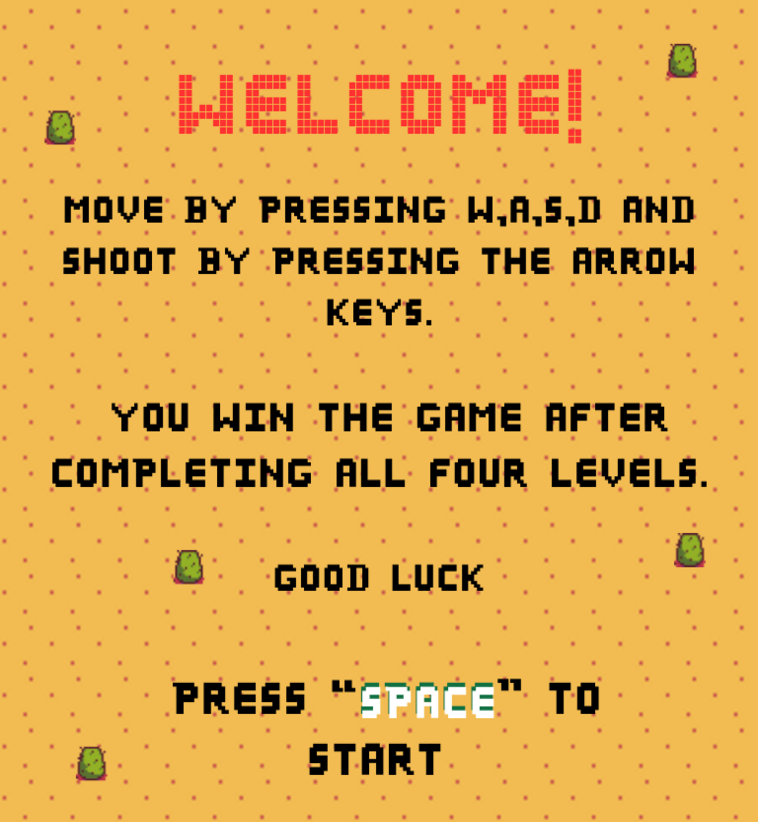 WELCOME!
MOVE BY PRESSING W,A,S,D AND
SHOOT BY PRESSING THE ARROW
KEYS.
YOU WIN THE GAME AFTER
COMPLETING ALL FOUR LEVELS.
GOOD LUCK
PRESS “SPACE” TO
START